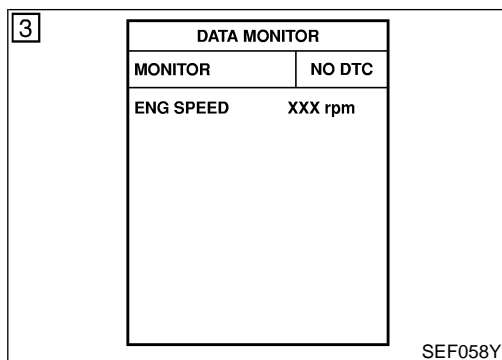 3
DATA MONITOR
MONITOR NO DTC
ENG SPEED XXX rpm
SEF058Y